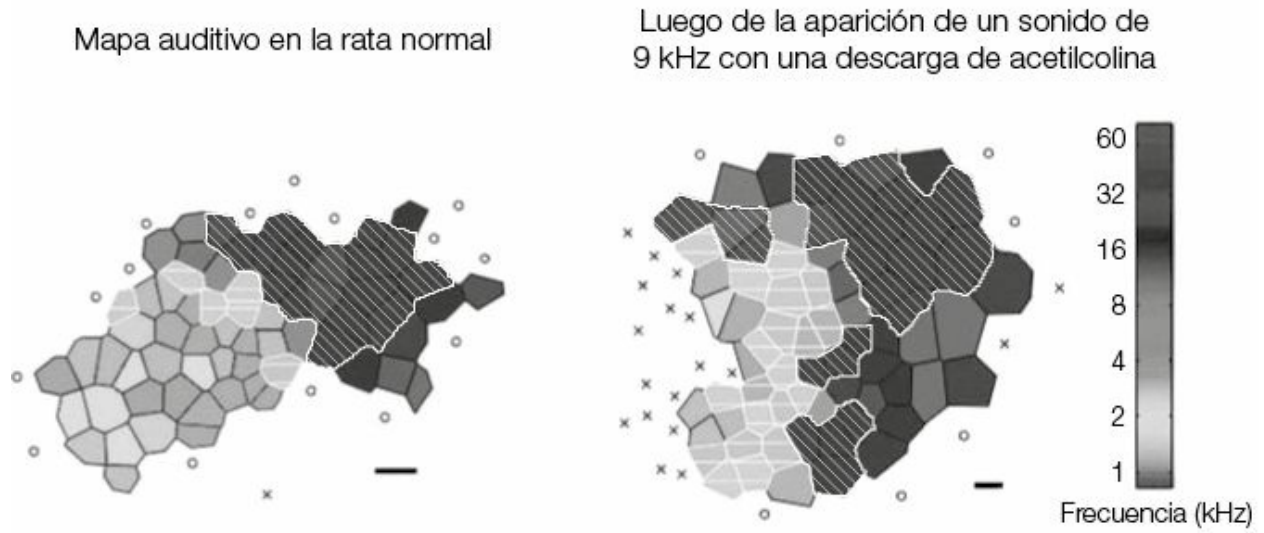 Mapa auditivo en la rata normal
Luego de la aparición de un sonido de
9 kHz con una descarga de acetilcolina
60
32
16
8
4
2
1
Frecuencia (kHz)